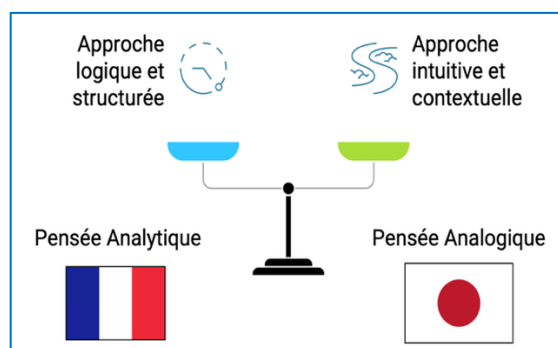 Approche
logique et
structurée
Approche
intuitive et
contextuelle
Pensée Analytique
Pensée Analogique